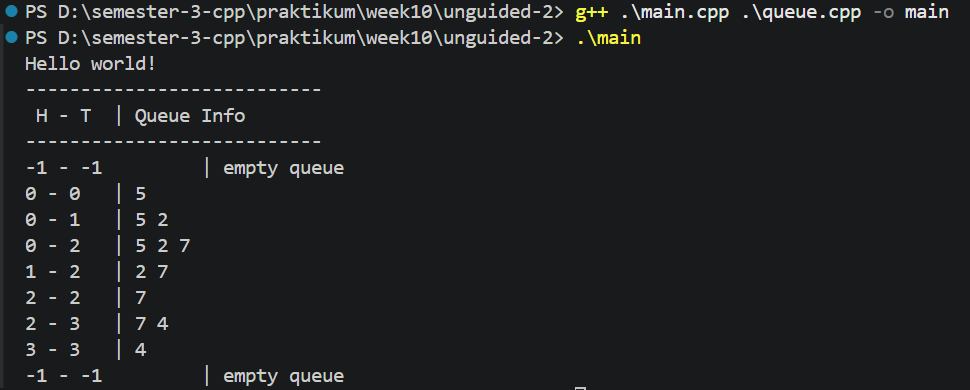 PS D:\semester-3-cpp\praktikum\week10\unguided-2> g++ .\main.cpp .\queue.cpp -o main
PS D:\semester-3-cpp\praktikum\week10\unguided-2> .\main
Hello world!
---------------------------
 H - T  | Queue Info
---------------------------
-1 - -1         | empty queue
0 - 0   | 5
0 - 1   | 5 2
0 - 2   | 5 2 7
1 - 2   | 2 7
2 - 2   | 7
2 - 3   | 7 4
3 - 3   | 4
-1 - -1         | empty queue